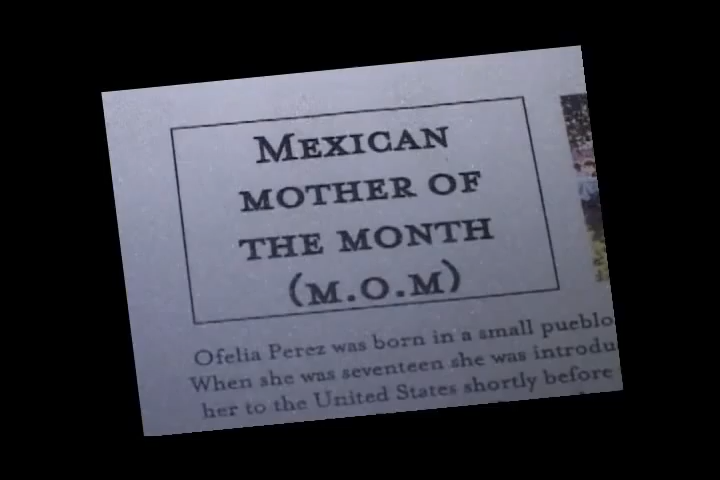 MEXICAN
MOTHER OF
THE MONTH
(M.O.M)
Ofelia Perez was born in a small pueblo
When she was seventeen she was introdu
her to the United States shortly before